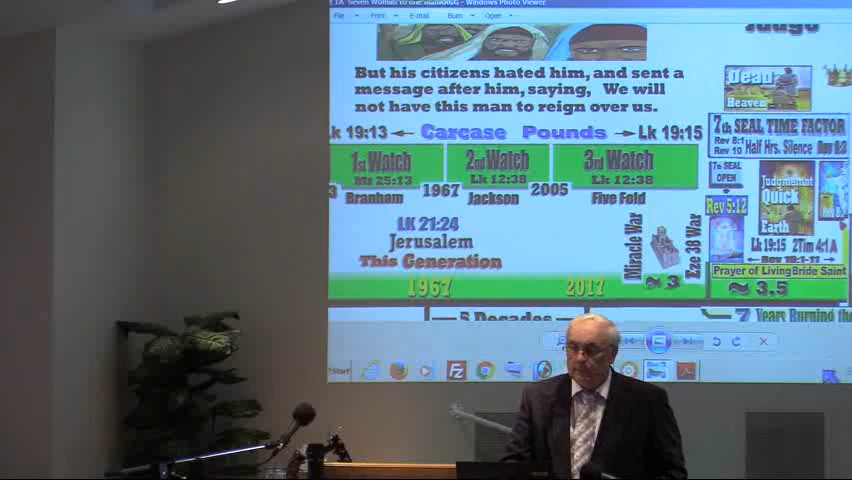 1A Seven Woman to one man - Windows Photo Viewer
File Print E-mail Burn Open
But his citizens hated him, and sent a
message after him, saying, We will
not have this man to reign over us.
Dead
Heaven
7th SEAL TIME FACTOR
Rev 8:1
Rev 10 Half Hrs. Silence
Lk 19:13 Carcase Pounds Lk 19:15
1st Watch
Mt 25:13
2nd Watch
Lk 12:38
3rd Watch
Lk 12:38
Branham 1967 Jackson 2005 Five Fold
7th SEAL
OPEN
Rev 5:12
Judgment
Quick
Earth
LK 21:24
Jerusalem
This Generation
Miracle War
Eze 38 War
Lk 19:15 2Tim 4:1A
Rev 19:1-11
Prayer of Living Bride Saint
1967 2017 ≈ 3 ≈ 3.5
5 Decades 7 Years Burning the
Start